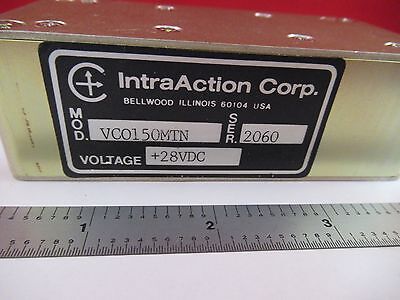 IntraAction Corp.
BELLWOOD ILLINOIS 60104 USA
MOD. VCO150MTN SER. 2060
VOLTAGE +28VDC
1 2 3